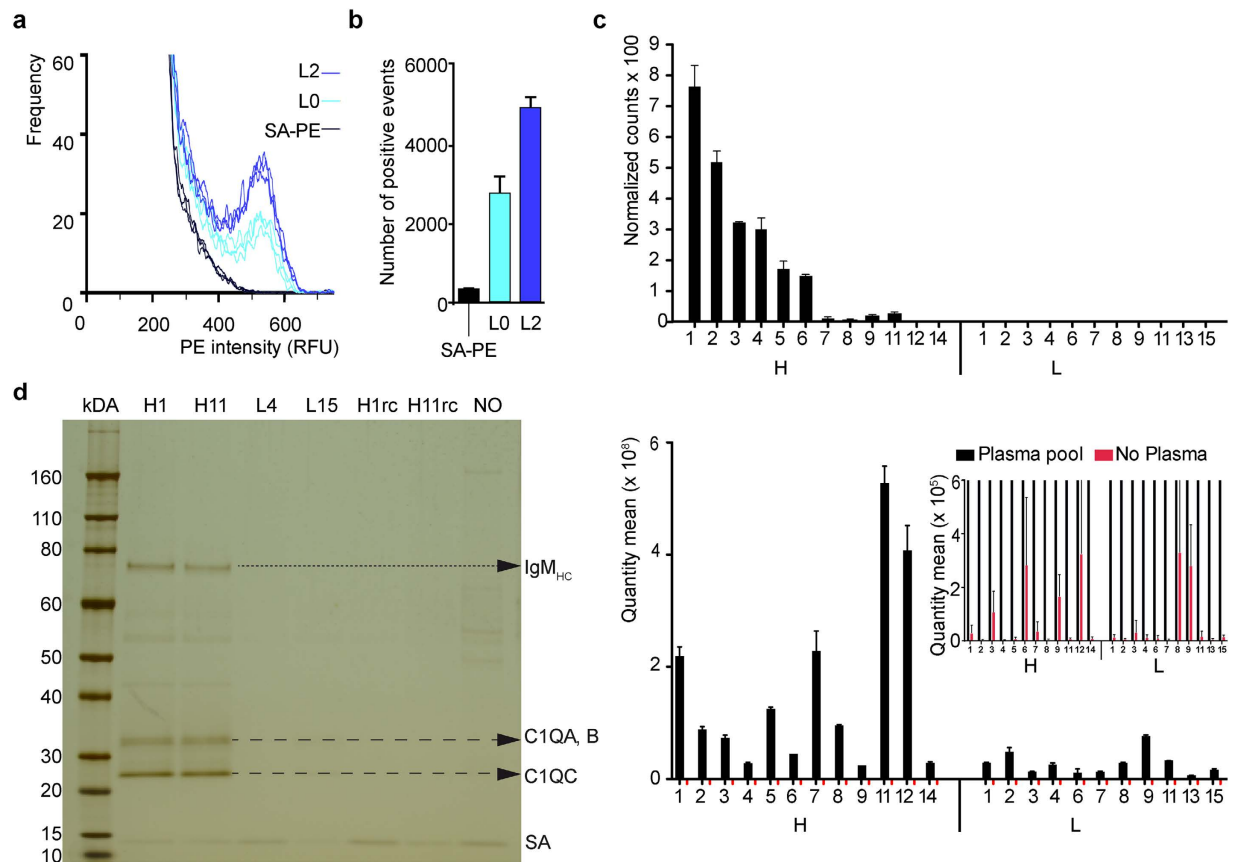 a
60
40
20
0
Frequency
L2
L0
SA-PE
0 200 400 600
PE intensity (RFU)
b
6000
4000
2000
0
Number of positive events
L0 L2
SA-PE
c
9
8
7
6
5
4
3
2
1
0
Normalized counts x 100
1 2 3 4 5 6 7 8 9 11 12 14 1 2 3 4 6 7 8 9 11 13 15
H L
6
4
2
0
Quantity mean (x 10⁸)
Plasma pool No Plasma
6
4
2
0
Quantity mean (x 10⁵)
1 2 3 4 5 6 7 8 9 11 12 14 1 2 3 4 6 7 8 9 11 13 15
H L
1 2 3 4 5 6 7 8 9 11 12 14 1 2 3 4 6 7 8 9 11 13 15
H L
d
kDA H1 H11 L4 L15 H1rc H11rc NO
160
110
80
60
50
40
30
20
15
10
IgM HC
C1QA, B
C1QC
SA